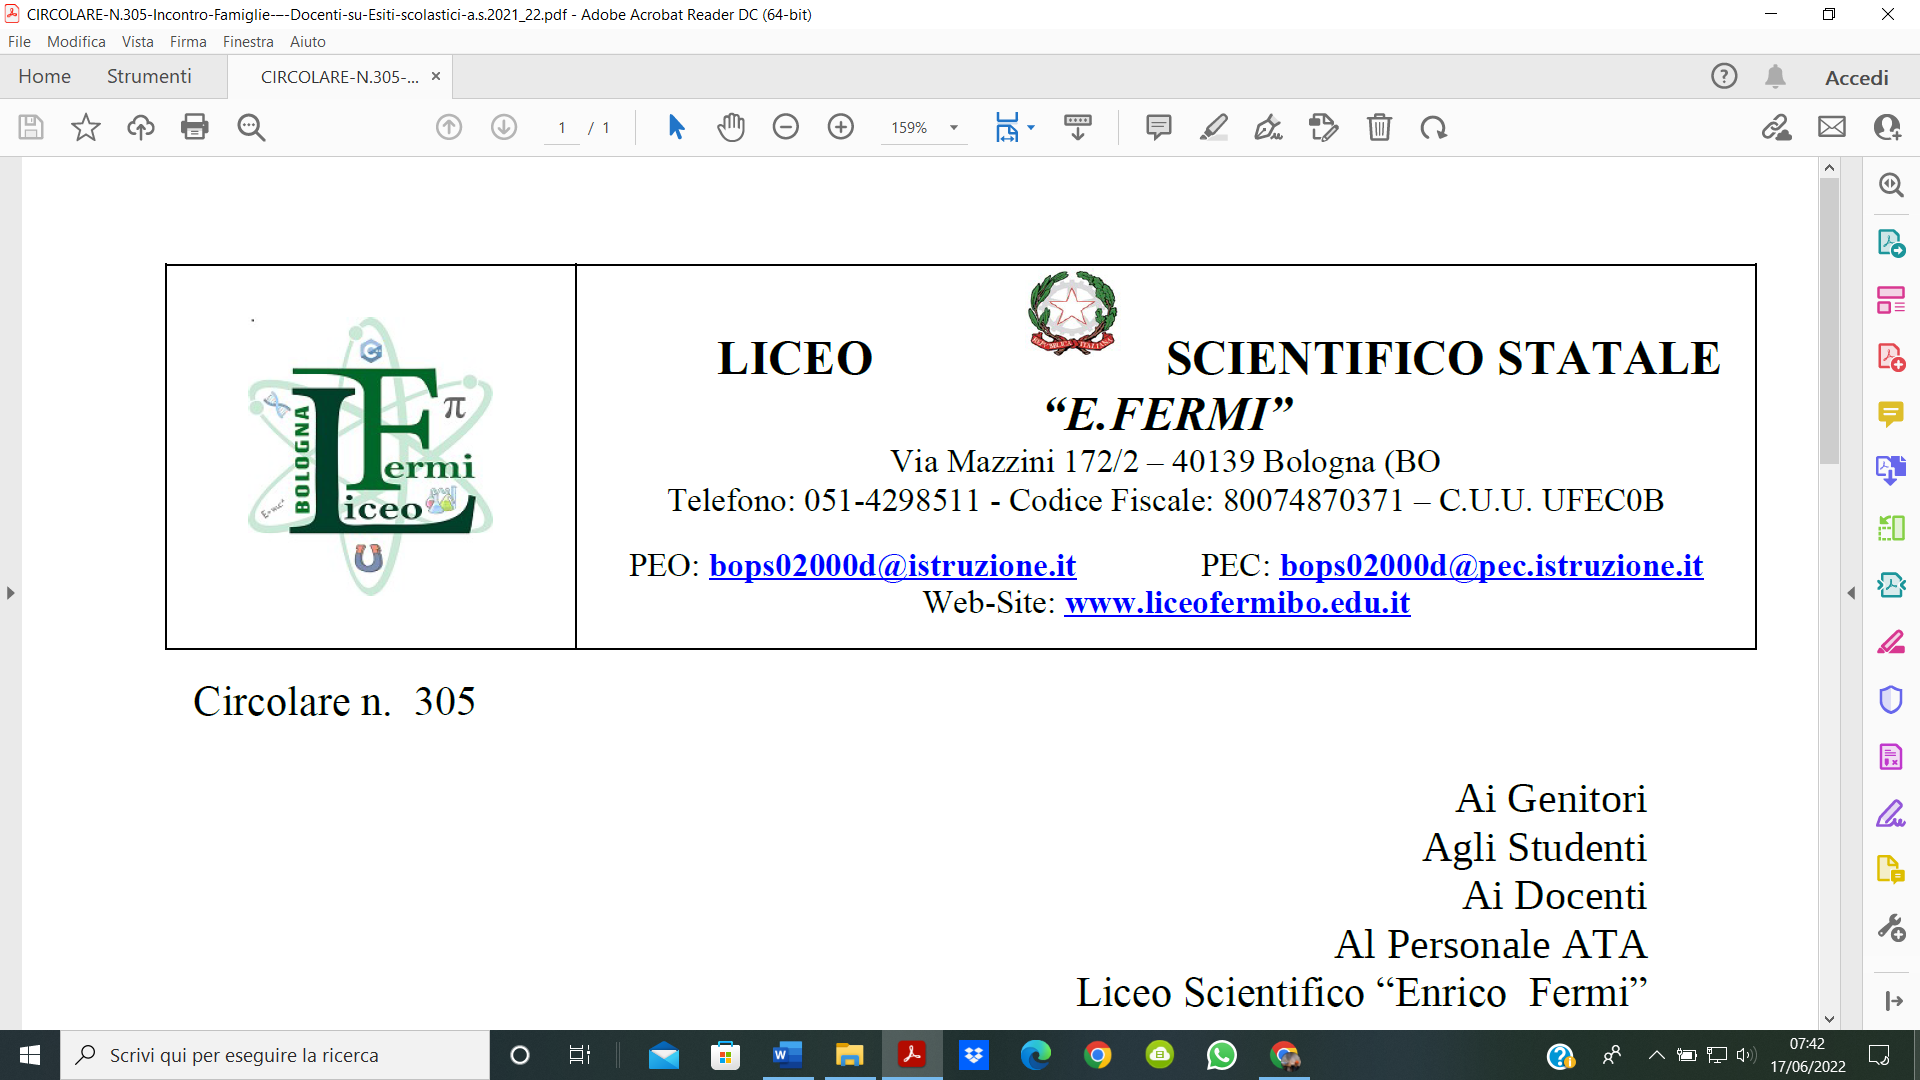 CIRCOLARE-N.305-Incontro-Famiglie-–-Docenti-su-Esiti-scolastici-a.s.2021_22.pdf - Adobe Acrobat Reader DC (64-bit)
File Modifica Vista Firma Finestra Aiuto
Home Strumenti CIRCOLARE-N.305-... × Accedi
1 / 1 159%
BOLOGNA
LF
π
ermi
iceo
E=mc²
REPVBBLICA ITALIANA
LICEO SCIENTIFICO STATALE
“E.FERMI”
Via Mazzini 172/2 – 40139 Bologna (BO
Telefono: 051-4298511 - Codice Fiscale: 80074870371 – C.U.U. UFEC0B
PEO: bops02000d@istruzione.it PEC: bops02000d@pec.istruzione.it
Web-Site: www.liceofermibo.edu.it
Circolare n. 305
Ai Genitori
Agli Studenti
Ai Docenti
Al Personale ATA
Liceo Scientifico “Enrico Fermi”
Scrivi qui per eseguire la ricerca
07:42
17/06/2022